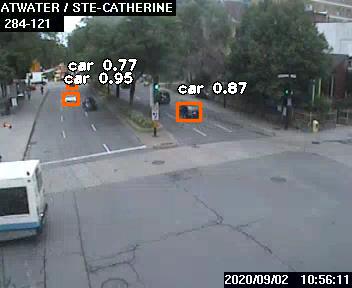 ATWATER / STE-CATHERINE
284-121
car 0.77
car 0.95
car 0.87
2020/09/02 10:56:11